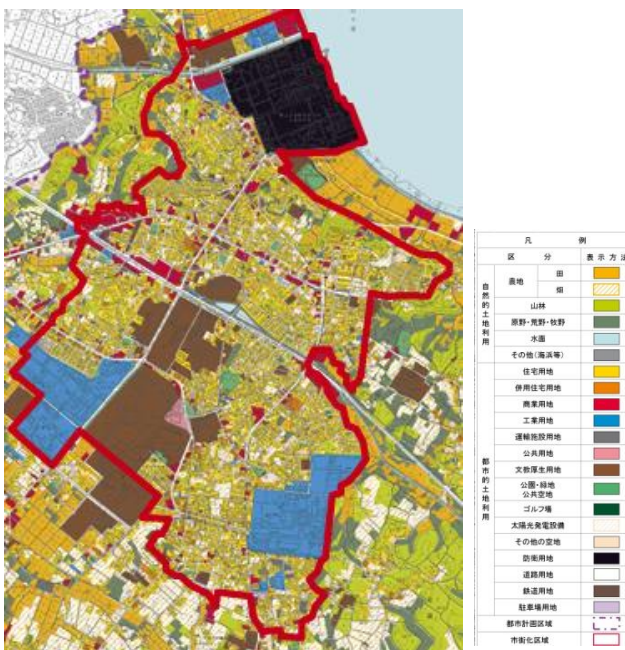 凡例
区分 表示方法
自然的土地利用
農地 田
畑
山林
原野・荒野・牧野
水面
その他(海浜等)
都市的土地利用
住宅用地
併用住宅用地
商業用地
工業用地
運輸施設用地
公共用地
文教厚生用地
公園・緑地
公共空地
ゴルフ場
太陽光発電設備
その他の空地
防衛用地
道路用地
鉄道用地
駐車場用地
都市計画区域
市街化区域